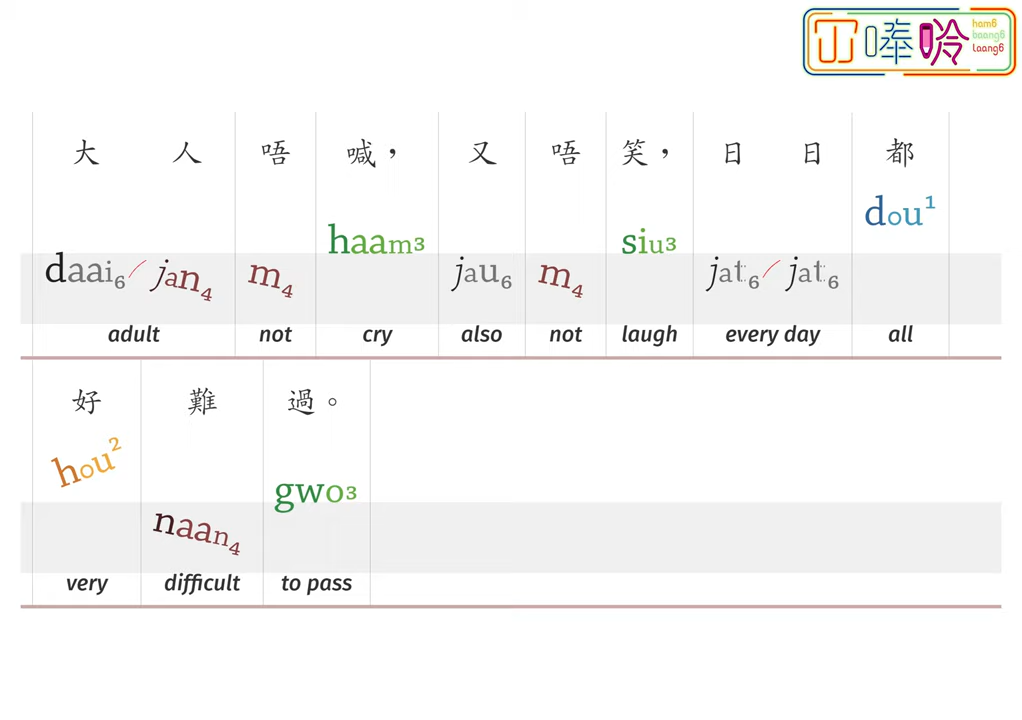 冚唪唥 ham6 baang6 laang6
大人 唔 喊， 又 唔 笑， 日日 都
daai6 jan4 m4 haam3 jau6 m4 siu3 jat6 jat6 dou1
adult not cry also not laugh every day all
好 難 過。
hou2 naan4 gwo3
very difficult to pass